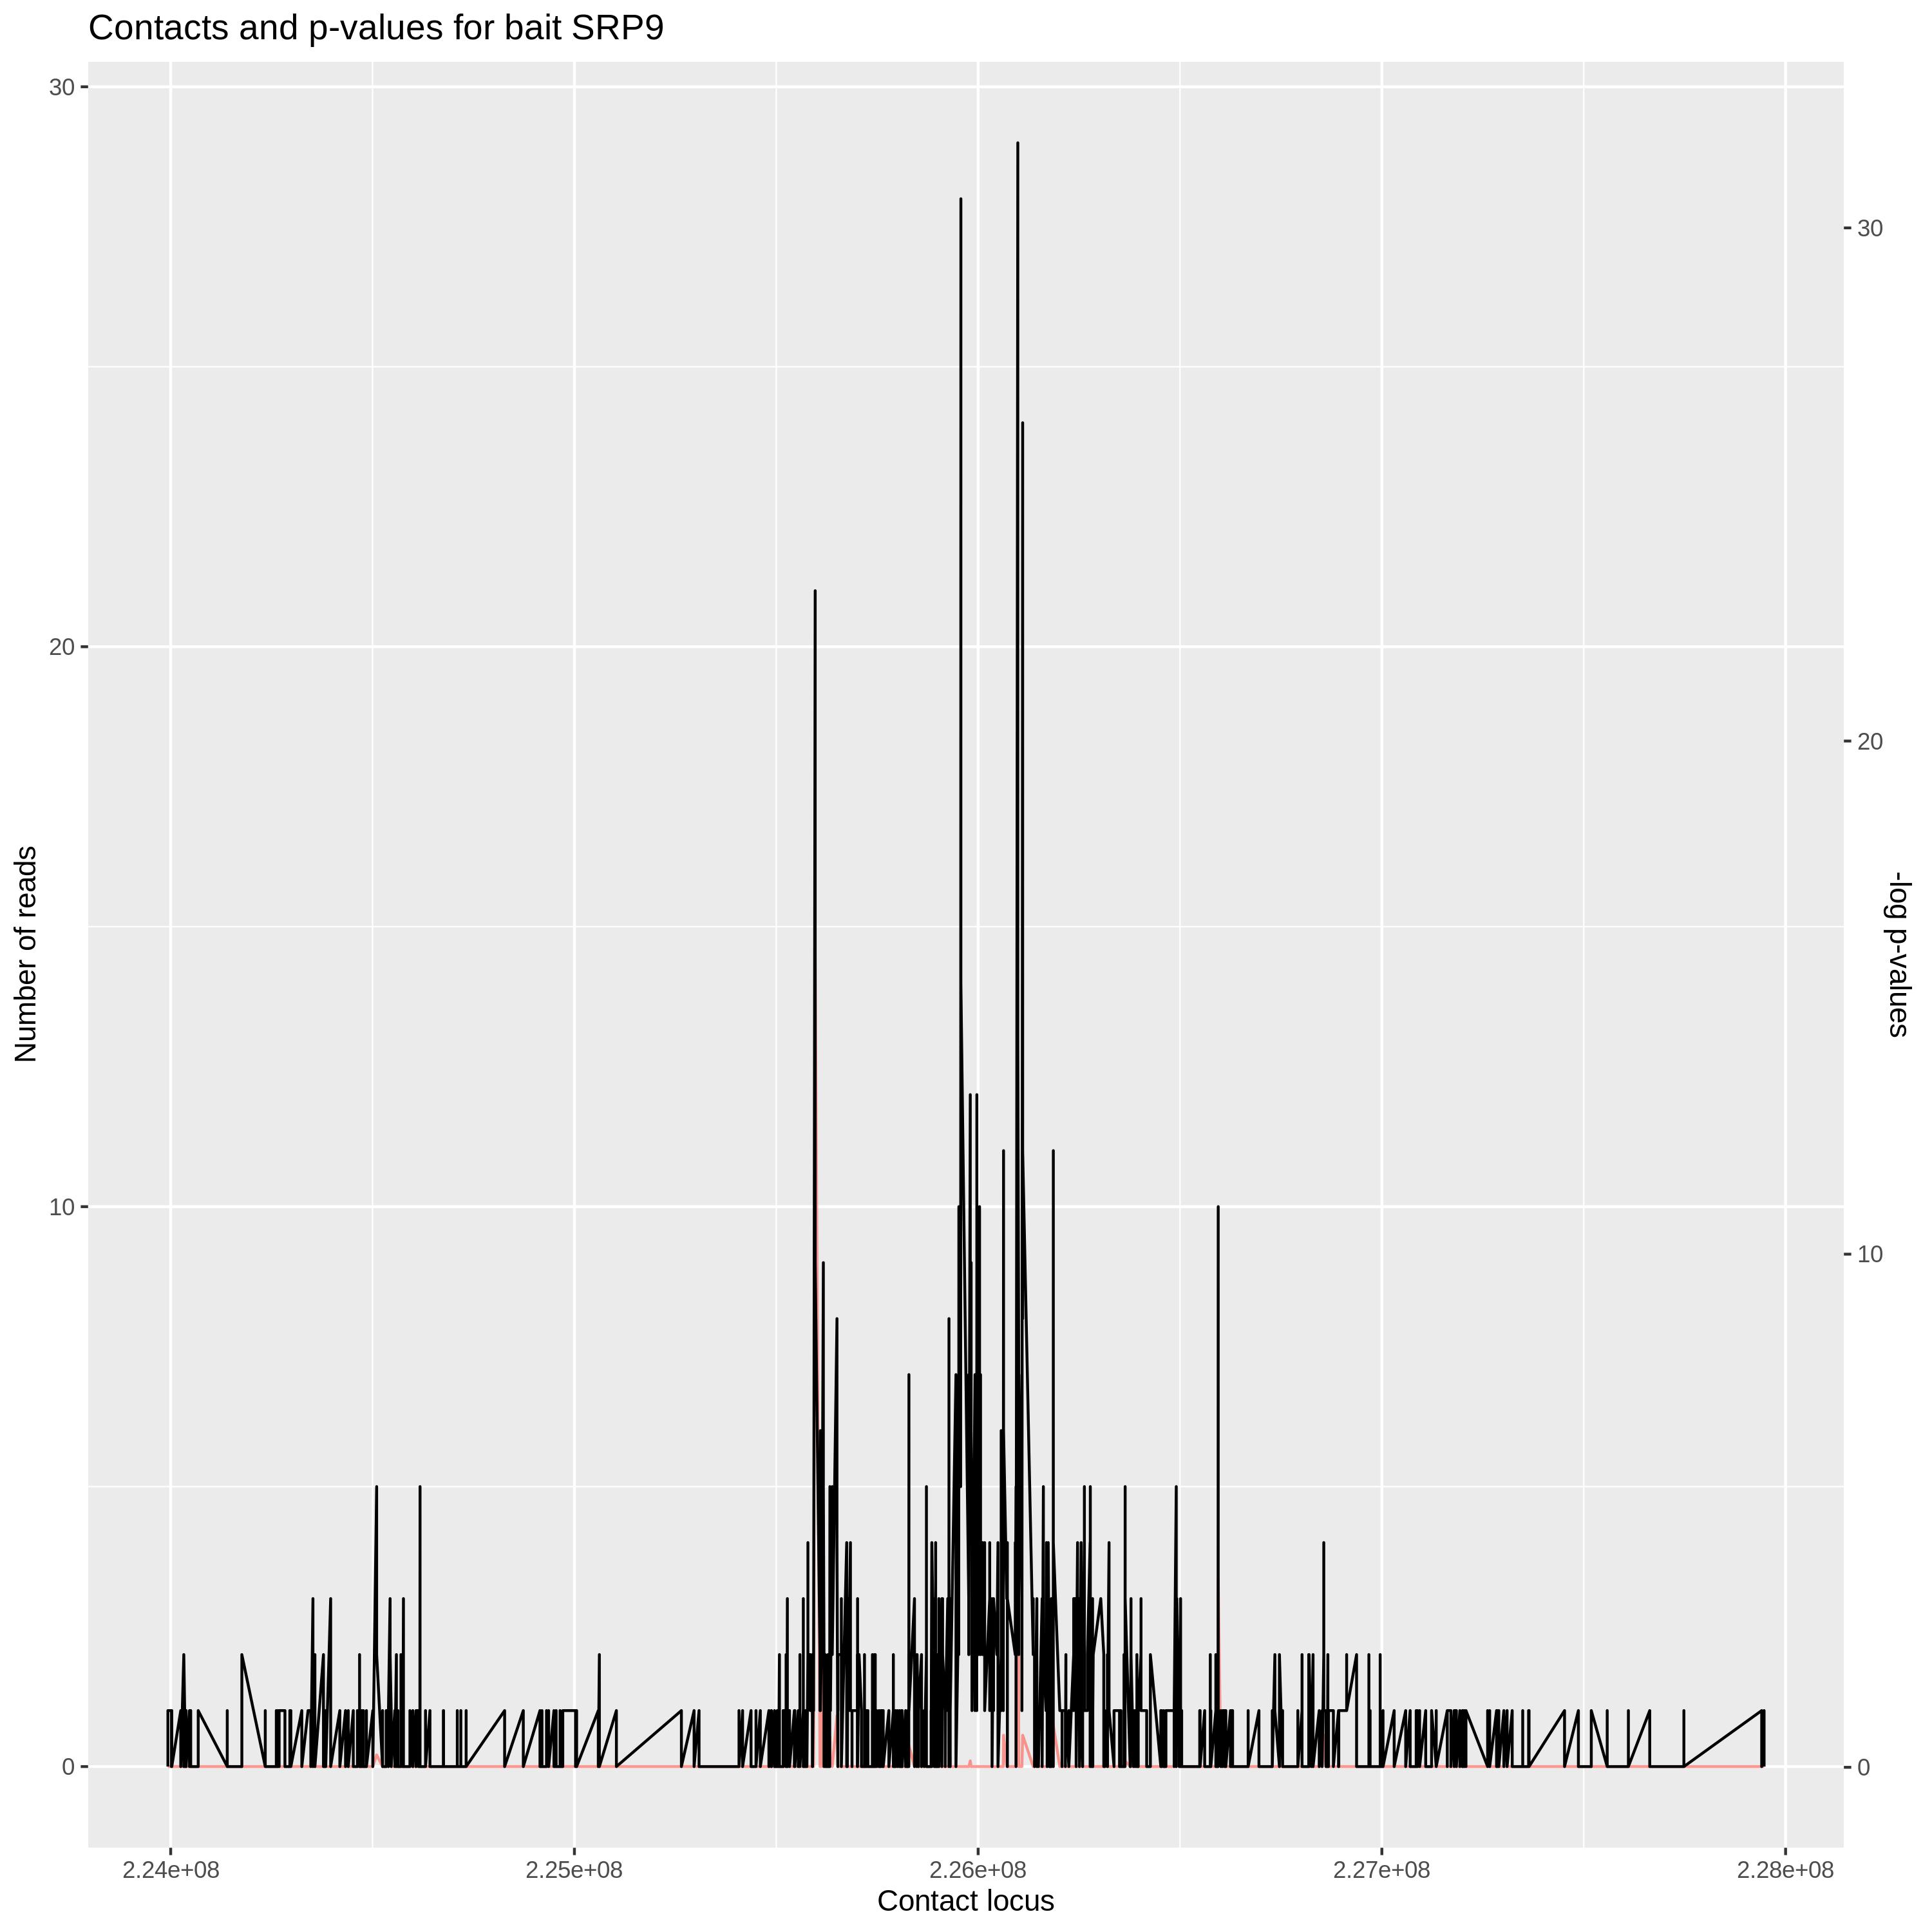 Contacts and p-values for bait SRP9
30
20
10
0
Number of reads
30
20
10
0
-log p-values
2.24e+08 2.25e+08 2.26e+08 2.27e+08 2.28e+08
Contact locus